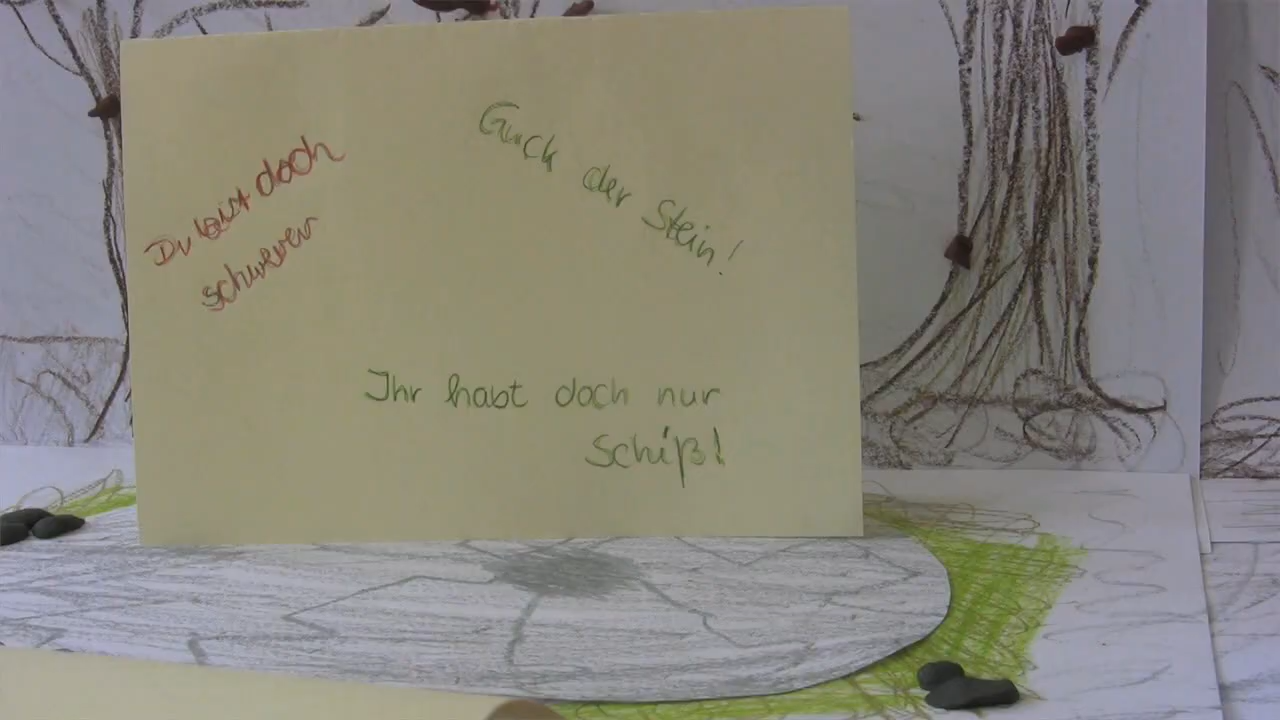 Du bist doch
schwerer
Guck der Stein!
Ihr habt doch nur
Schiß!